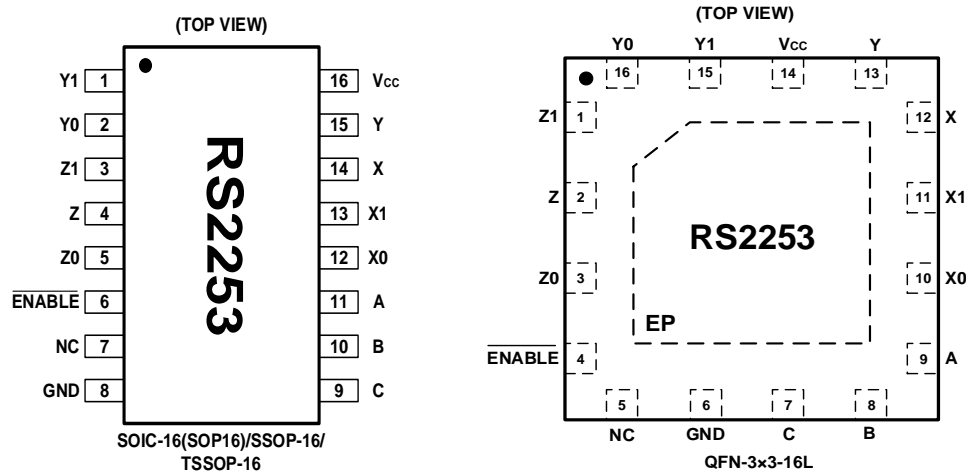 (TOP VIEW)
Y1 1 16 Vcc
Y0 2 15 Y
Z1 3 14 X
Z 4 13 X1
Z0 5 12 X0
ENABLE 6 11 A
NC 7 10 B
GND 8 9 C
RS2253
SOIC-16(SOP16)/SSOP-16/
TSSOP-16
(TOP VIEW)
Y0 Y1 Vcc Y
16 15 14 13
Z1 1 12 X
Z 2 11 X1
RS2253
Z0 3 10 X0
EP
ENABLE 4 9 A
5 6 7 8
NC GND C B
QFN-3×3-16L